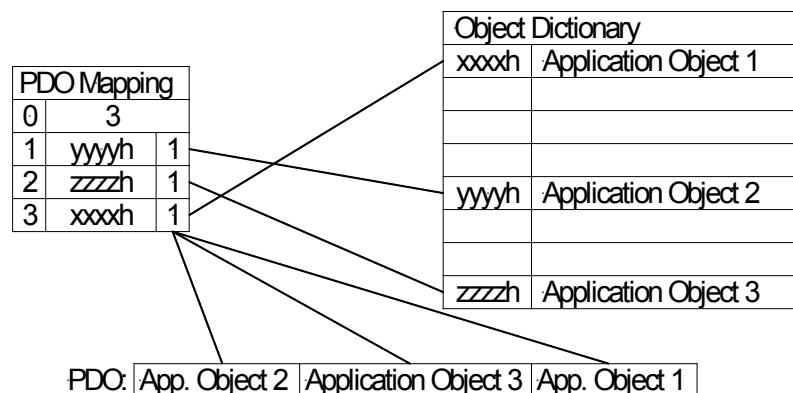 Object Dictionary
xxxxh Application Object 1
PDO Mapping
0 3
1 yyyyh 1
2 zzzzh 1
3 xxxxh 1
yyyyh Application Object 2
zzzzh Application Object 3
PDO: App. Object 2 Application Object 3 App. Object 1